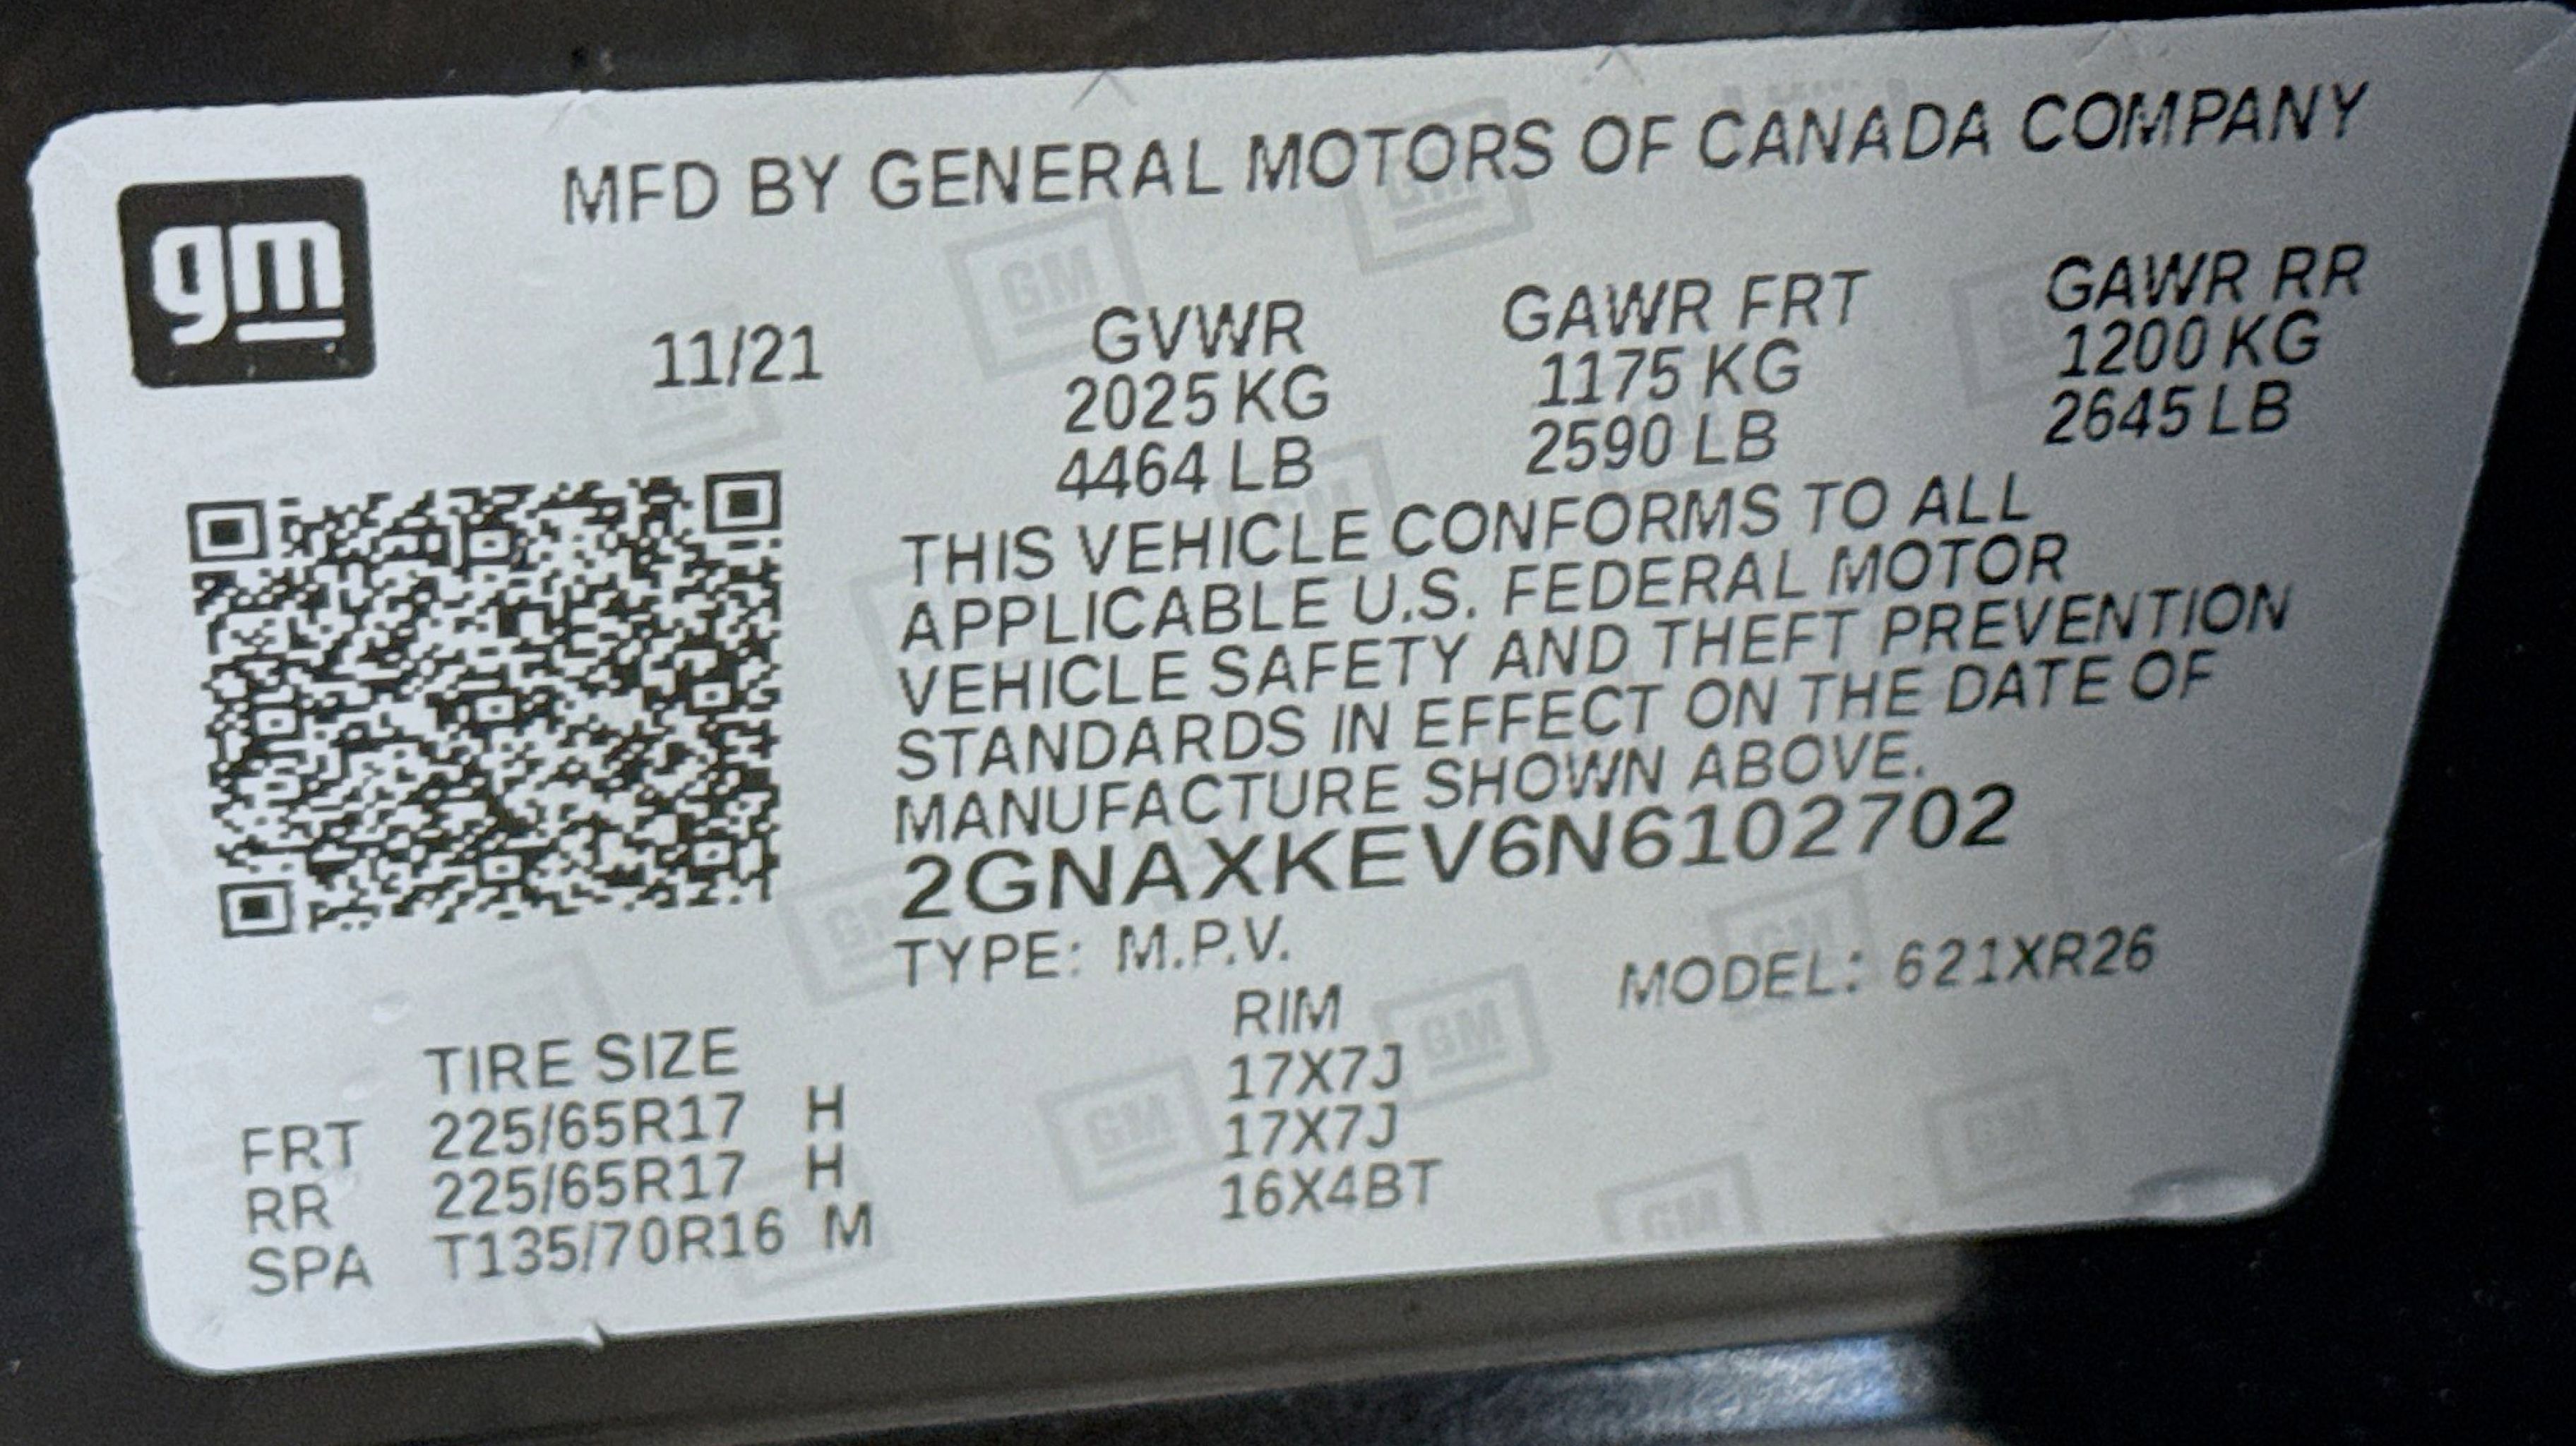 MFD BY GENERAL MOTORS OF CANADA COMPANY
gm
11/21 GVWR GAWR FRT GAWR RR
2025 KG 1175 KG 1200 KG
4464 LB 2590 LB 2645 LB
THIS VEHICLE CONFORMS TO ALL
APPLICABLE U.S. FEDERAL MOTOR
VEHICLE SAFETY AND THEFT PREVENTION
STANDARDS IN EFFECT ON THE DATE OF
MANUFACTURE SHOWN ABOVE.
2GNAXKEV6N6102702
TYPE: M.P.V. MODEL: 621XR26
TIRE SIZE RIM
FRT 225/65R17 H 17X7J
RR 225/65R17 H 17X7J
SPA T135/70R16 M 16X4BT